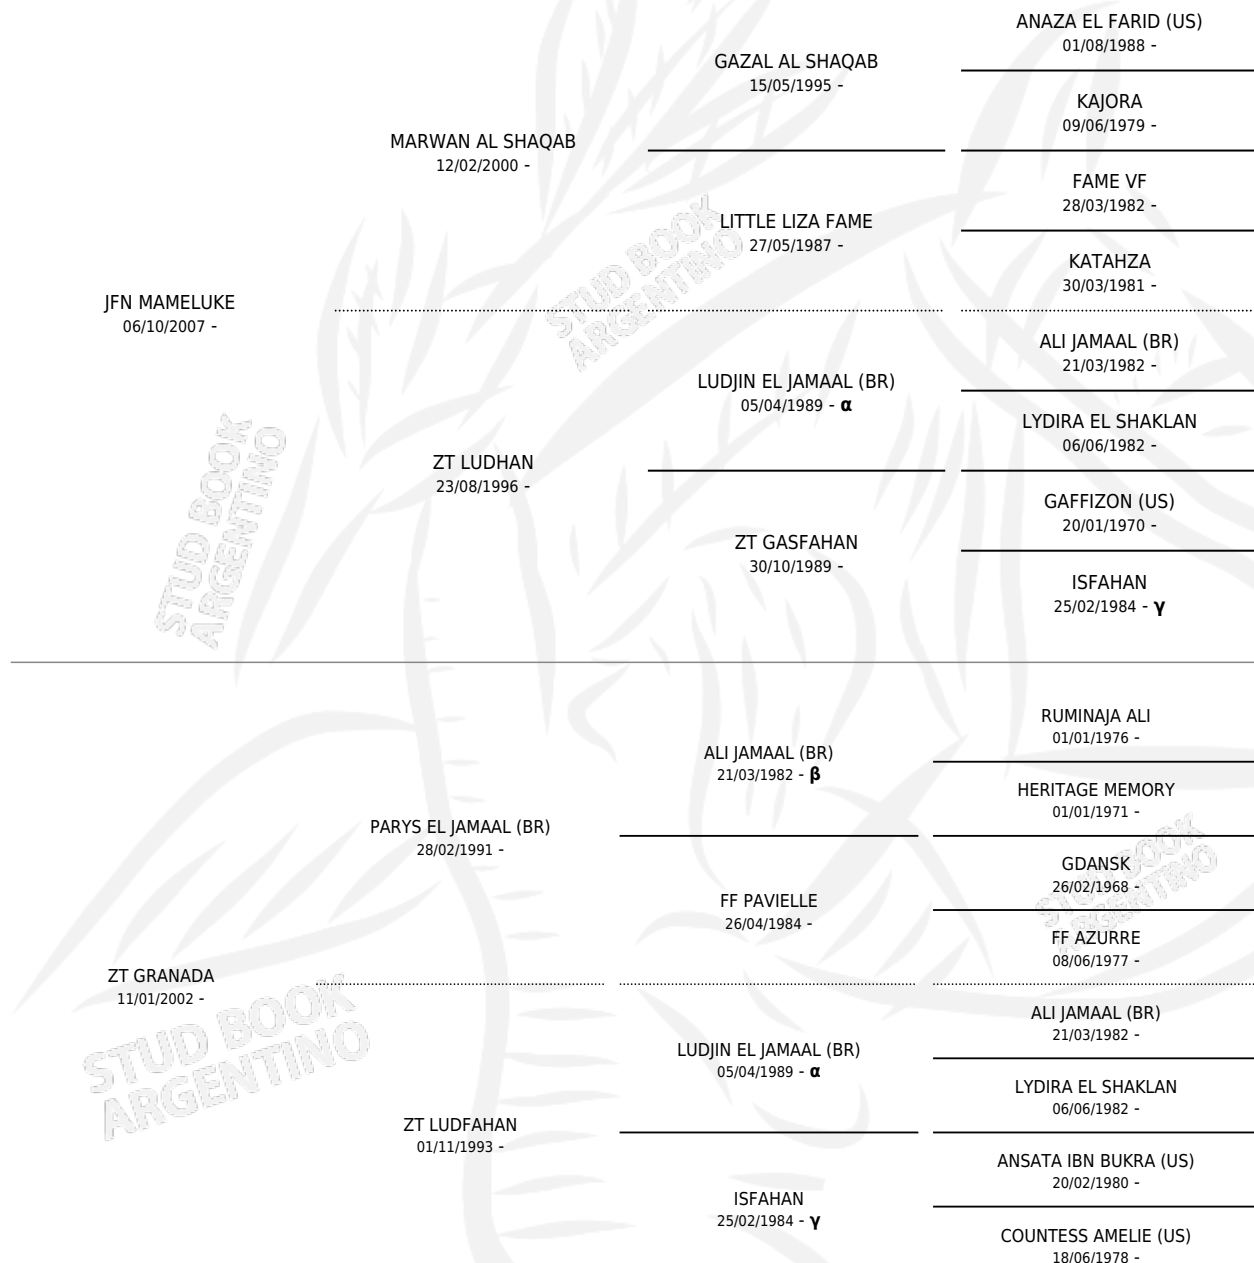 ANAZA EL FARID (US)
01/08/1988 -
GAZAL AL SHAQAB
15/05/1995 -
KAJORA
09/06/1979 -
MARWAN AL SHAQAB
12/02/2000 -
FAME VF
28/03/1982 -
LITTLE LIZA FAME
27/05/1987 -
KATAHZA
30/03/1981 -
JFN MAMELUKE
06/10/2007 -
ALI JAMAAL (BR)
21/03/1982 -
LUDJIN EL JAMAAL (BR)
05/04/1989 - α
LYDIRA EL SHAKLAN
06/06/1982 -
ZT LUDHAN
23/08/1996 -
GAFFIZON (US)
20/01/1970 -
ZT GASFAHAN
30/10/1989 -
ISFAHAN
25/02/1984 - γ
RUMINAJA ALI
01/01/1976 -
ALI JAMAAL (BR)
21/03/1982 - β
HERITAGE MEMORY
01/01/1971 -
PARYS EL JAMAAL (BR)
28/02/1991 -
GDANSK
26/02/1968 -
FF PAVIELLE
26/04/1984 -
FF AZURRE
08/06/1977 -
ZT GRANADA
11/01/2002 -
ALI JAMAAL (BR)
21/03/1982 -
LUDJIN EL JAMAAL (BR)
05/04/1989 - α
LYDIRA EL SHAKLAN
06/06/1982 -
ZT LUDFAHAN
01/11/1993 -
ANSATA IBN BUKRA (US)
20/02/1980 -
ISFAHAN
25/02/1984 - γ
COUNTESS AMELIE (US)
18/06/1978 -
STUD BOOK
ARGENTINO
STUD BOOK
ARGENTINO
STUD BOOK
ARGENTINO
STUD BOOK
ARGENTINO